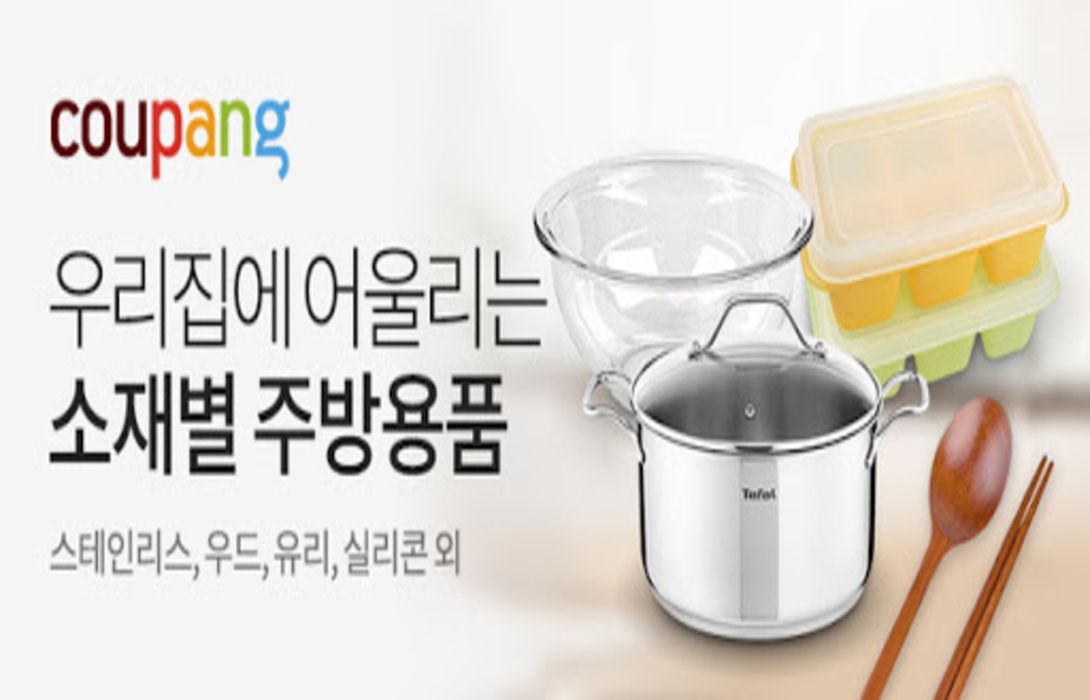 coupang
우리집에 어울리는
소재별 주방용품
스테인리스, 우드, 유리, 실리콘 외
Tefal